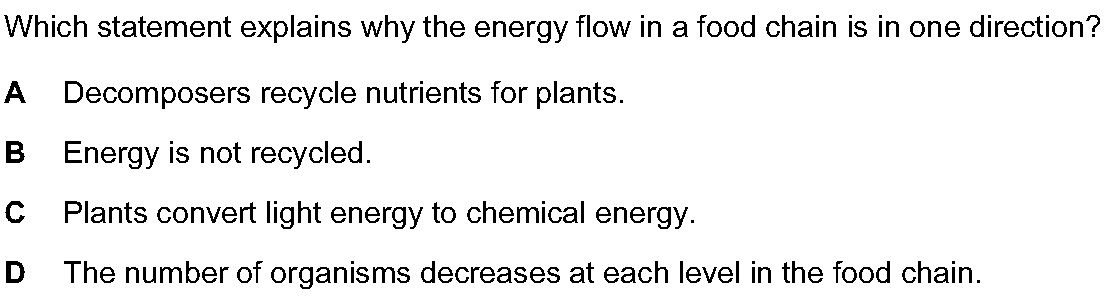 Which statement explains why the energy flow in a food chain is in one direction?
A Decomposers recycle nutrients for plants.
B Energy is not recycled.
C Plants convert light energy to chemical energy.
D The number of organisms decreases at each level in the food chain.